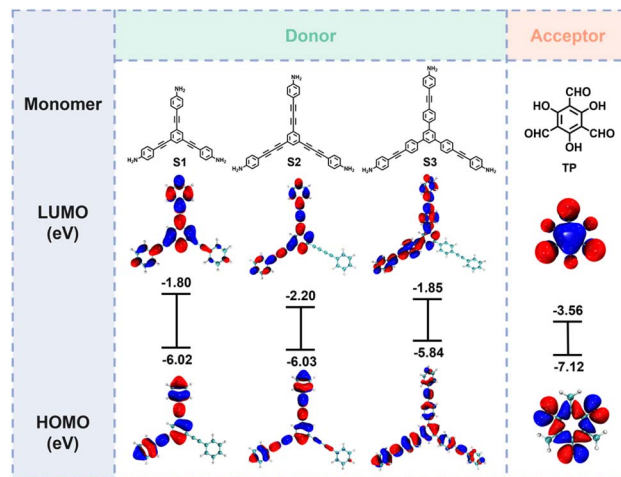 Donor
Acceptor
Monomer
NH₂
H₂N
NH₂
S1
NH₂
H₂N
NH₂
S2
NH₂
H₂N
NH₂
S3
CHO
HO
OH
OHC
CHO
OH
TP
LUMO
(eV)
-1.80
-2.20
-1.85
-3.56
-6.02
-6.03
-5.84
-7.12
HOMO
(eV)